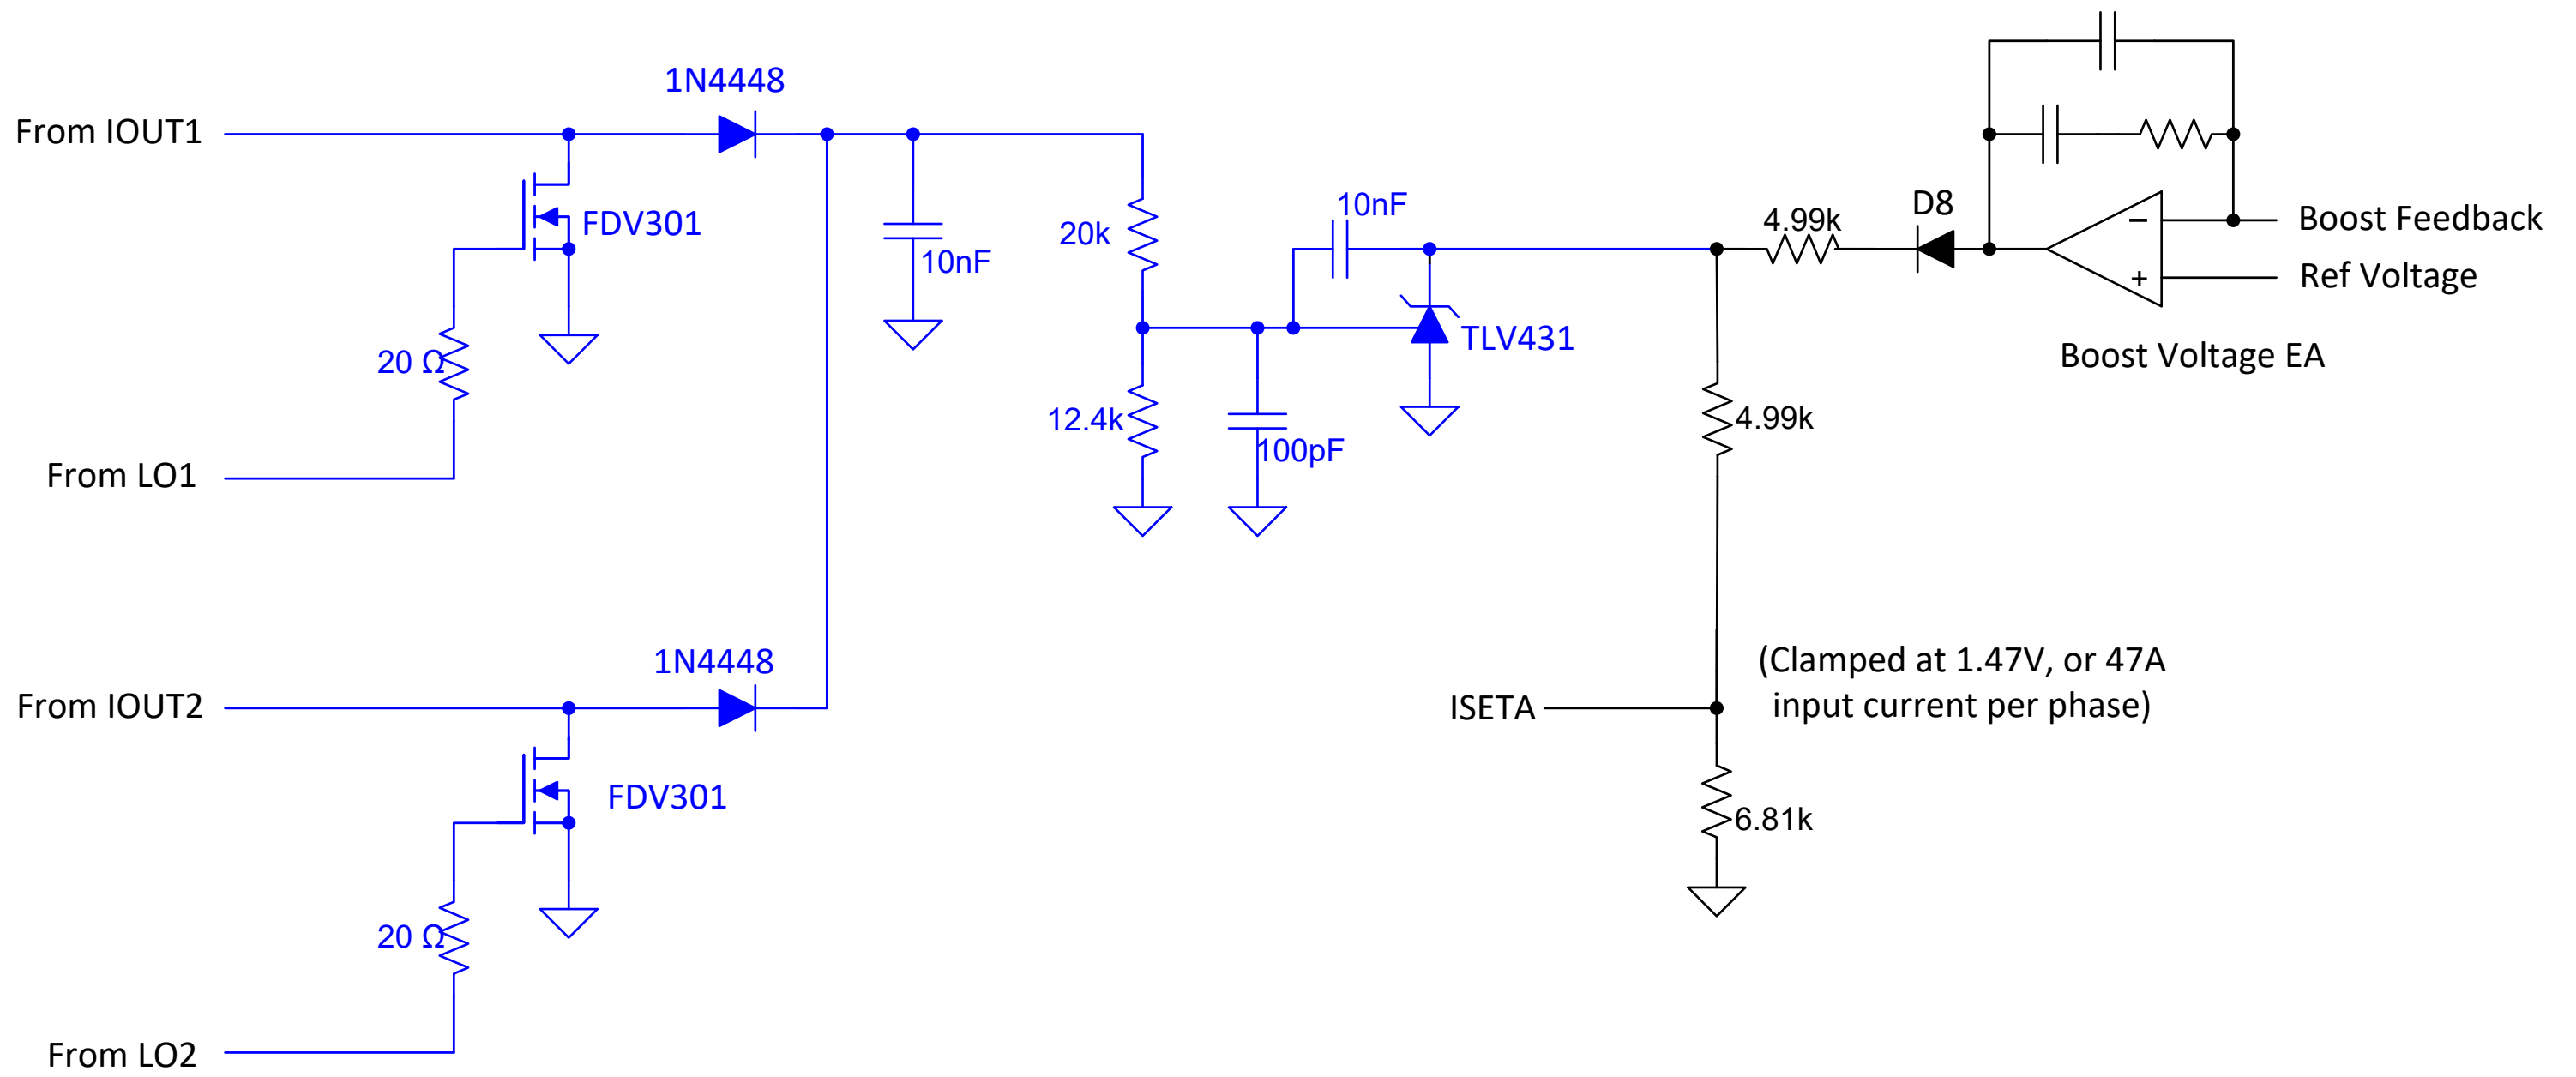 1N4448
From IOUT1
FDV301
20 Ω
From LO1
10nF
20k
12.4k
100pF
10nF
TLV431
4.99k
D8
−
+
Boost Feedback
Ref Voltage
Boost Voltage EA
4.99k
1N4448
From IOUT2
FDV301
20 Ω
From LO2
ISETA
(Clamped at 1.47V, or 47A
input current per phase)
6.81k